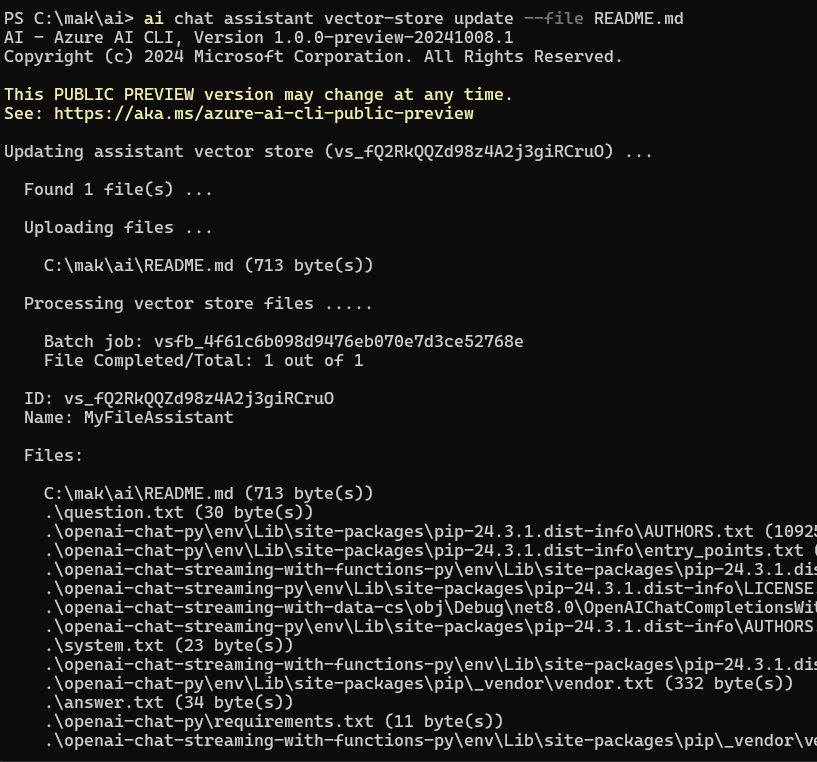 PS C:\mak\ai> ai chat assistant vector-store update --file README.md
AI - Azure AI CLI, Version 1.0.0-preview-20241008.1
Copyright (c) 2024 Microsoft Corporation. All Rights Reserved.
This PUBLIC PREVIEW version may change at any time.
See: https://aka.ms/azure-ai-cli-public-preview
Updating assistant vector store (vs_fQ2RkQQZd98z4A2j3giRCruO) ...
Found 1 file(s) ...
Uploading files ...
C:\mak\ai\README.md (713 byte(s))
Processing vector store files .....
Batch job: vsfb_4f61c6b098d9476eb070e7d3ce52768e
File Completed/Total: 1 out of 1
ID: vs_fQ2RkQQZd98z4A2j3giRCruO
Name: MyFileAssistant
Files:
C:\mak\ai\README.md (713 byte(s))
.\question.txt (30 byte(s))
.\openai-chat-py\env\Lib\site-packages\pip-24.3.1.dist-info\AUTHORS.txt (10925
.\openai-chat-py\env\Lib\site-packages\pip-24.3.1.dist-info\entry_points.txt (
.\openai-chat-streaming-with-functions-py\env\Lib\site-packages\pip-24.3.1.dis
.\openai-chat-streaming-py\env\Lib\site-packages\pip-24.3.1.dist-info\LICENSE.
.\openai-chat-streaming-with-data-cs\obj\Debug\net8.0\OpenAIChatCompletionsWit
.\openai-chat-streaming-py\env\Lib\site-packages\pip-24.3.1.dist-info\AUTHORS.
.\system.txt (23 byte(s))
.\openai-chat-streaming-with-functions-py\env\Lib\site-packages\pip-24.3.1.dis
.\openai-chat-py\env\Lib\site-packages\pip\_vendor\vendor.txt (332 byte(s))
.\answer.txt (34 byte(s))
.\openai-chat-py\requirements.txt (11 byte(s))
.\openai-chat-streaming-with-functions-py\env\Lib\site-packages\pip\_vendor\ve